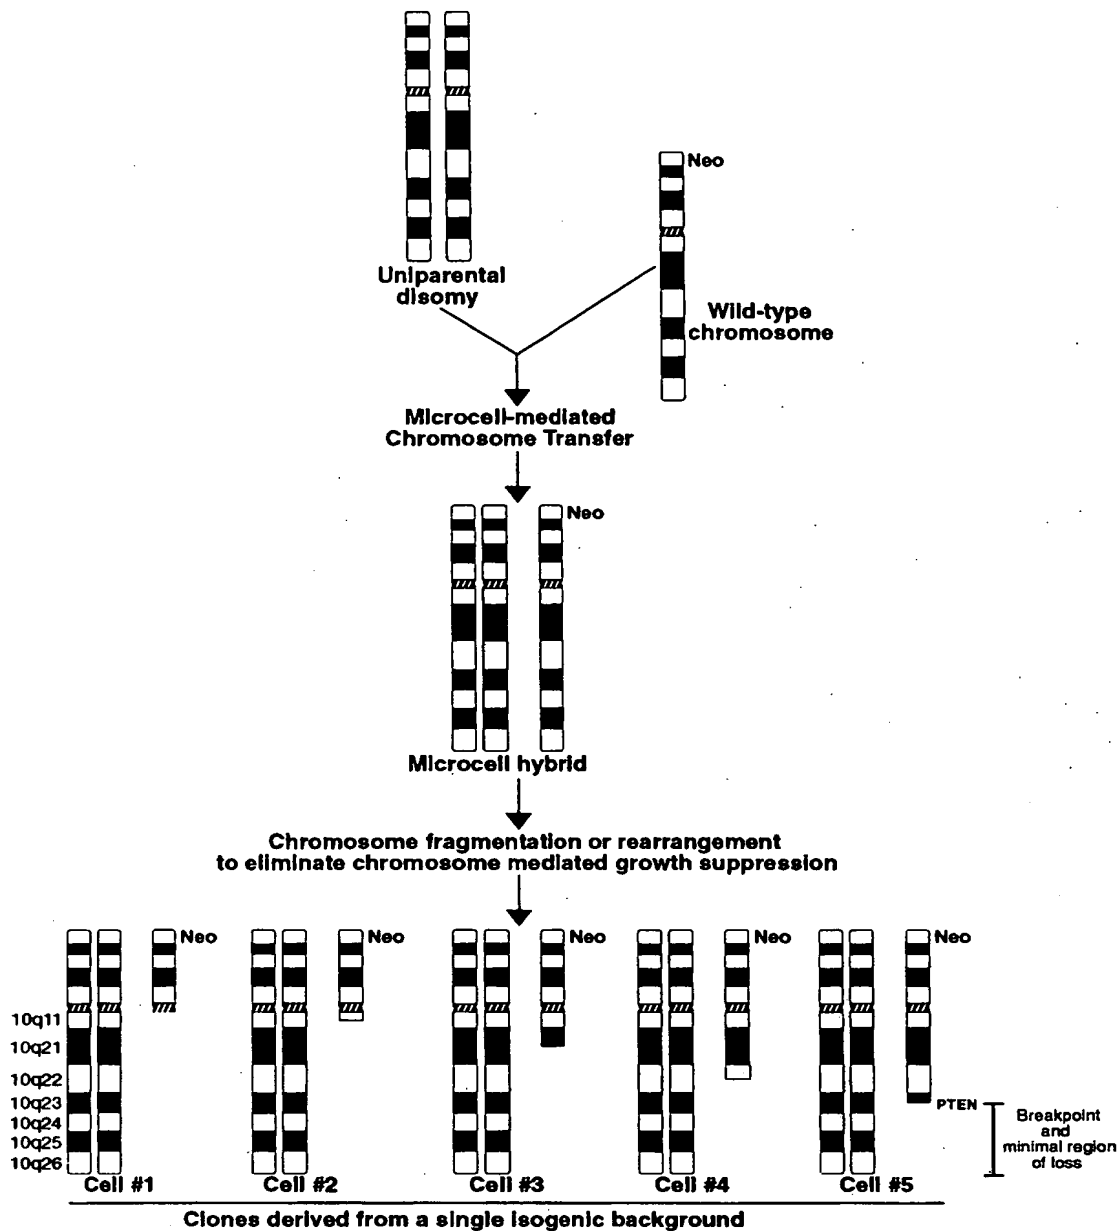 Uniparental
disomy
Neo
Wild-type
chromosome
Microcell-mediated
Chromosome Transfer
Neo
Microcell hybrid
Chromosome fragmentation or rearrangement
to eliminate chromosome mediated growth suppression
Neo
Neo
Neo
Neo
Neo
10q11
10q21
10q22
10q23
10q24
10q25
10q26
PTEN
Breakpoint
and
minimal region
of loss
Cell #1
Cell #2
Cell #3
Cell #4
Cell #5
Clones derived from a single isogenic background